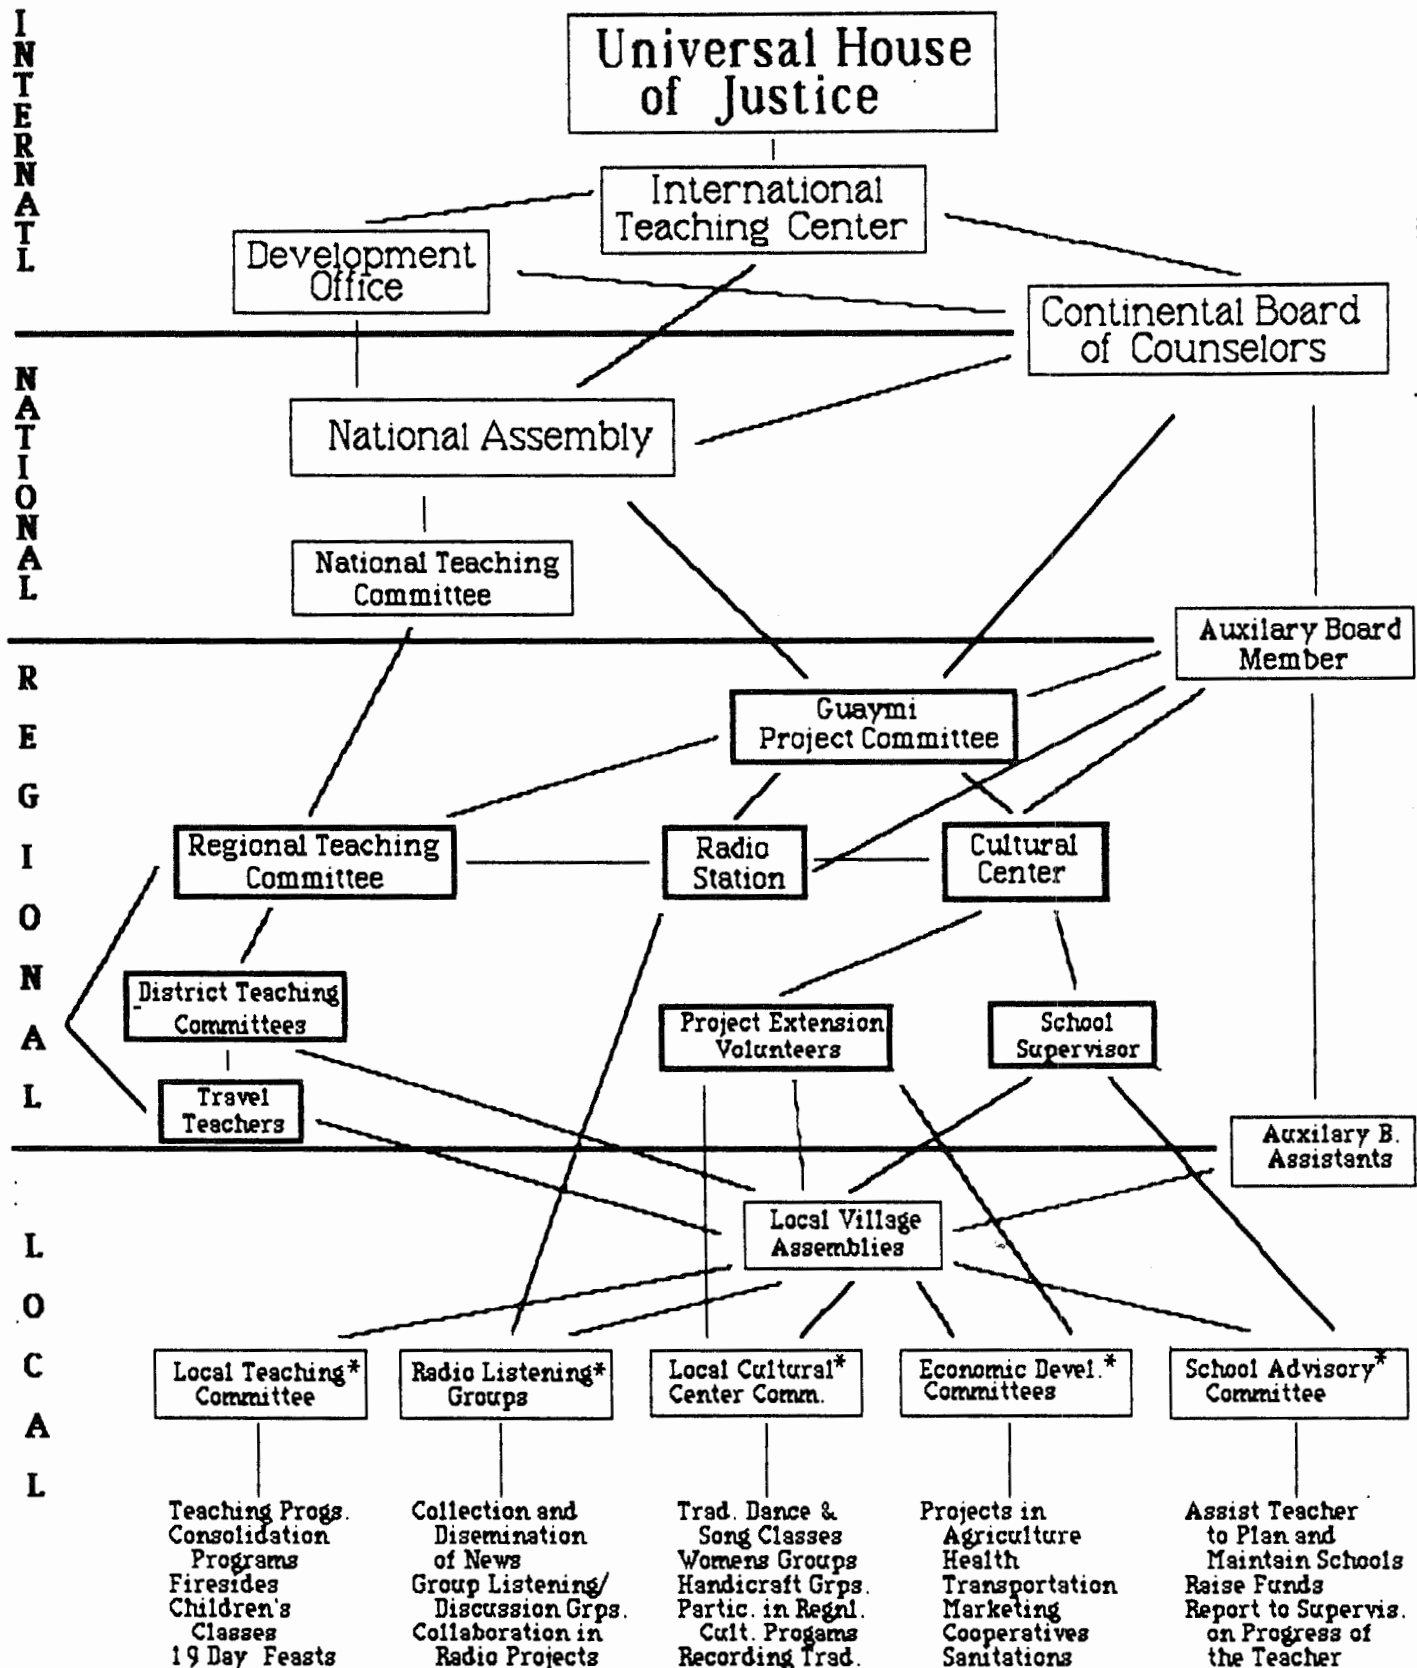 INTERNATL
Universal House
of Justice
International
Teaching Center
Development
Office
Continental Board
of Counselors
NATIONAL
National Assembly
National Teaching
Committee
Auxilary Board
Member
REGIONAL
Guaymi
Project Committee
Regional Teaching
Committee
Radio
Station
Cultural
Center
District Teaching
Committees
Project Extension
Volunteers
School
Supervisor
Travel
Teachers
Auxilary B.
Assistants
LOCAL
Local Village
Assemblies
Local Teaching*
Committee
Radio Listening*
Groups
Local Cultural*
Center Comm.
Economic Devel.*
Committees
School Advisory*
Committee
Teaching Progs.
Consolidation
Programs
Firesides
Children's
Classes
19 Day Feasts
Collection and
Disemination
of News
Group Listening/
Discussion Grps.
Collaboration in
Radio Projects
Trad. Dance &
Song Classes
Womens Groups
Handicraft Grps.
Partic. in Regnl.
Cult. Progams
Recording Trad.
Projects in
Agriculture
Health
Transportation
Marketing
Cooperatives
Sanitations
Assist Teacher
to Plan and
Maintain Schools
Raise Funds
Report to Supervis.
on Progress of
the Teacher